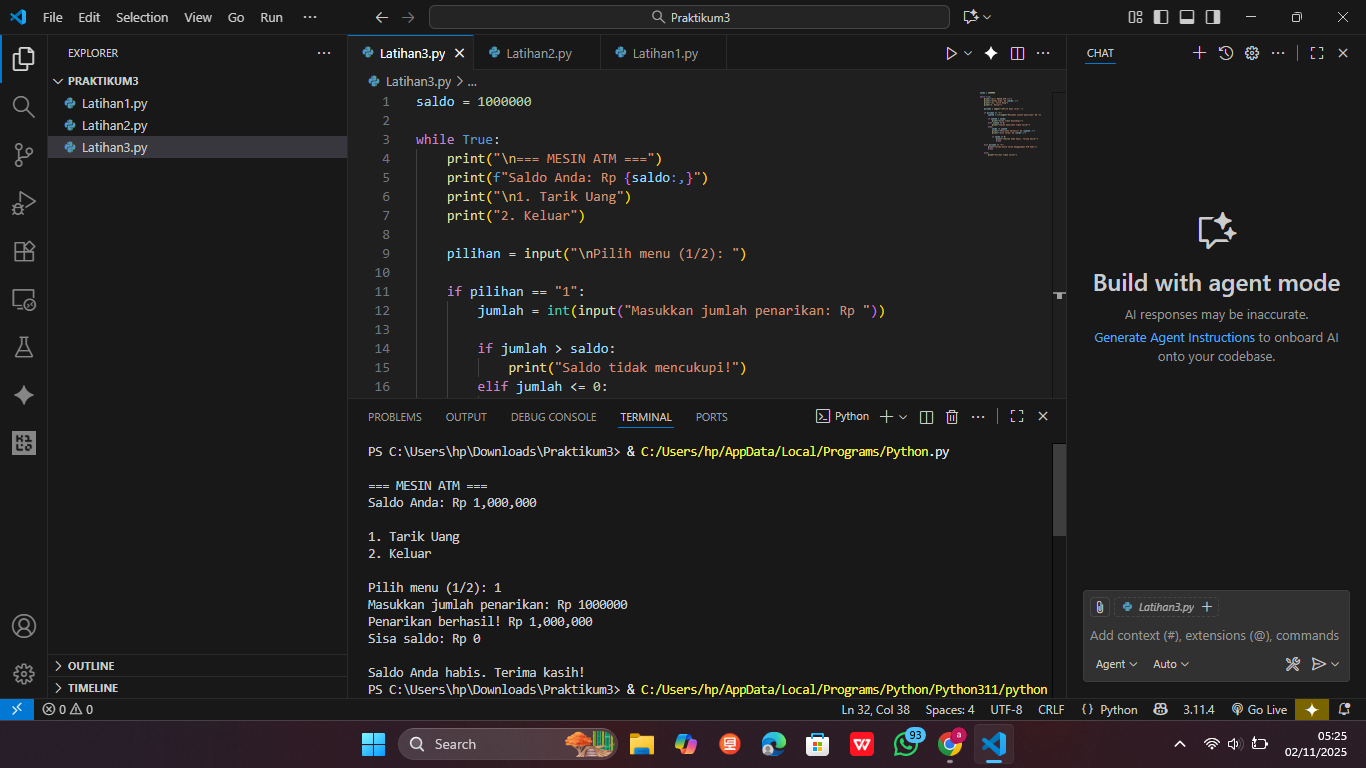 File Edit Selection View Go Run ···
Praktikum3
EXPLORER
PRAKTIKUM3
Latihan1.py
Latihan2.py
Latihan3.py
OUTLINE
TIMELINE
Latihan3.py Latihan2.py Latihan1.py
Latihan3.py > ...
1 saldo = 1000000
2
3 while True:
4 print("\n=== MESIN ATM ===")
5 print(f"Saldo Anda: Rp {saldo:,}")
6 print("\n1. Tarik Uang")
7 print("2. Keluar")
8
9 pilihan = input("\nPilih menu (1/2): ")
10
11 if pilihan == "1":
12 jumlah = int(input("Masukkan jumlah penarikan: Rp "))
13
14 if jumlah > saldo:
15 print("Saldo tidak mencukupi!")
16 elif jumlah <= 0:
PROBLEMS OUTPUT DEBUG CONSOLE TERMINAL PORTS
Python
PS C:\Users\hp\Downloads\Praktikum3> & C:/Users/hp/AppData/Local/Programs/Python.py
=== MESIN ATM ===
Saldo Anda: Rp 1,000,000
1. Tarik Uang
2. Keluar
Pilih menu (1/2): 1
Masukkan jumlah penarikan: Rp 1000000
Penarikan berhasil! Rp 1,000,000
Sisa saldo: Rp 0
Saldo Anda habis. Terima kasih!
PS C:\Users\hp\Downloads\Praktikum3> & C:/Users/hp/AppData/Local/Programs/Python/Python311/python
CHAT
Build with agent mode
AI responses may be inaccurate.
Generate Agent Instructions to onboard AI
onto your codebase.
Latihan3.py
Add context (#), extensions (@), commands
Agent Auto
0 0
Ln 32, Col 38 Spaces: 4 UTF-8 CRLF { } Python 3.11.4 Go Live
Search
93
a
05:25
02/11/2025